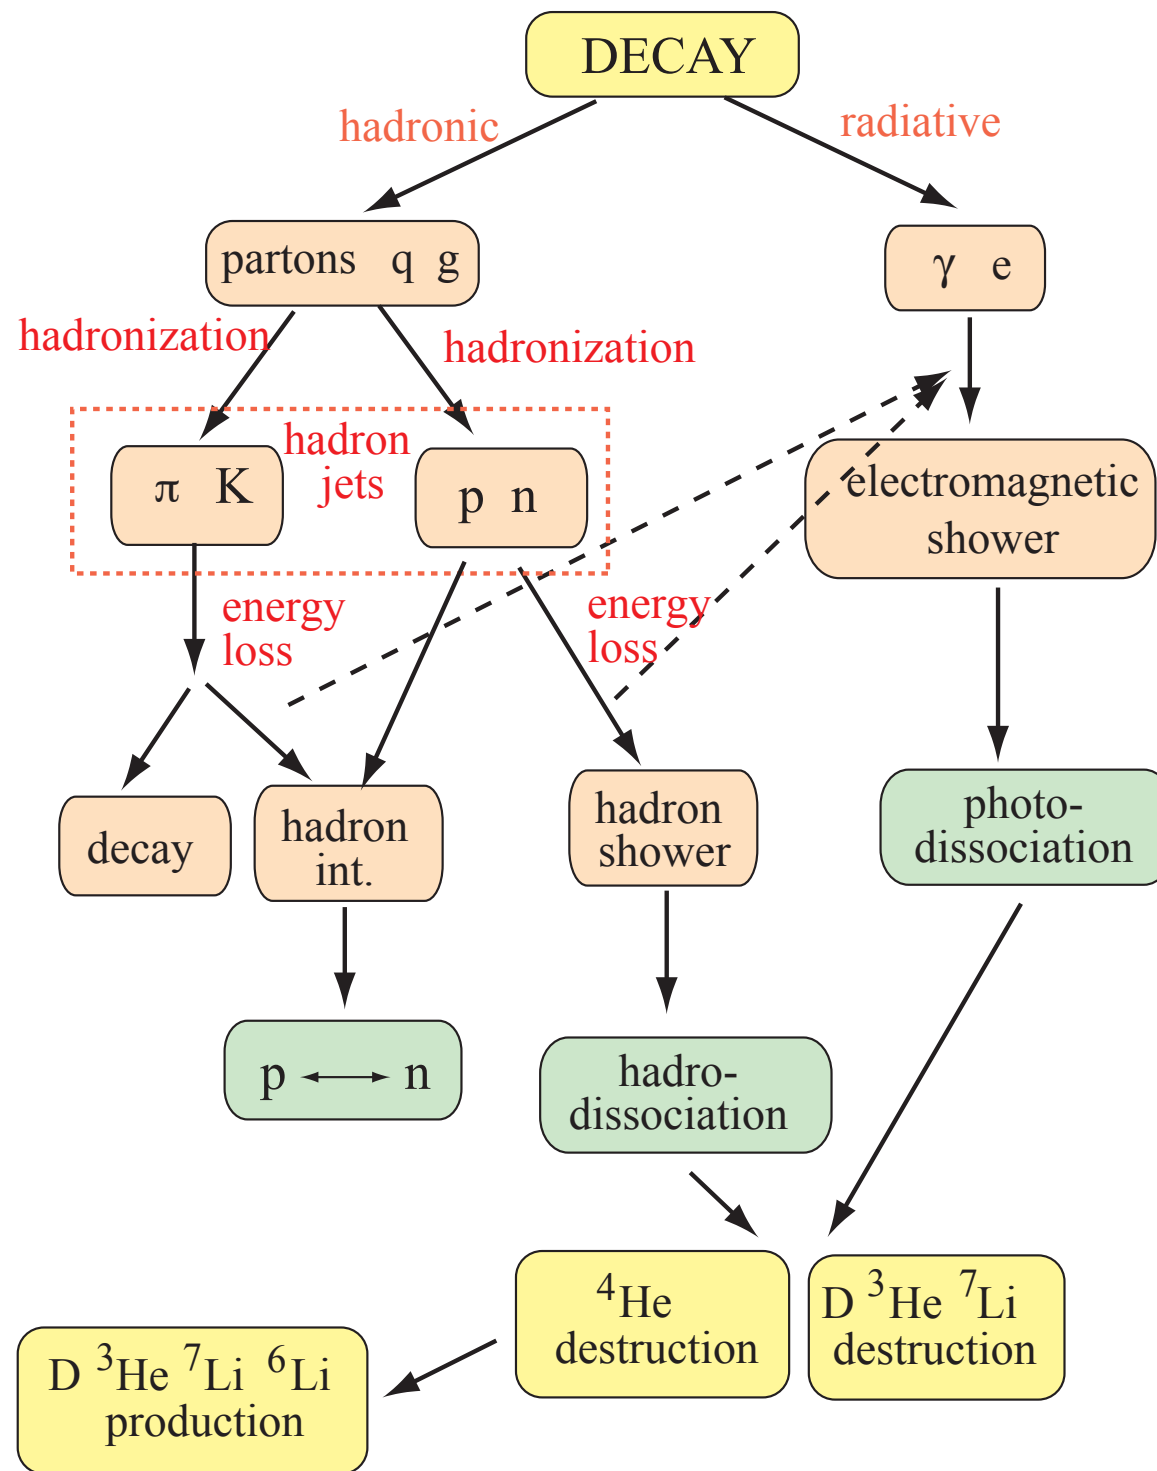 DECAY
hadronic
radiative
partons q g
γ e
hadronization
hadronization
hadron
jets
π K
p n
electromagnetic
shower
energy
loss
energy
loss
decay
hadron
int.
hadron
shower
photo-
dissociation
p ⟷ n
hadro-
dissociation
⁴He
destruction
D ³He ⁷Li
destruction
D ³He ⁷Li ⁶Li
production